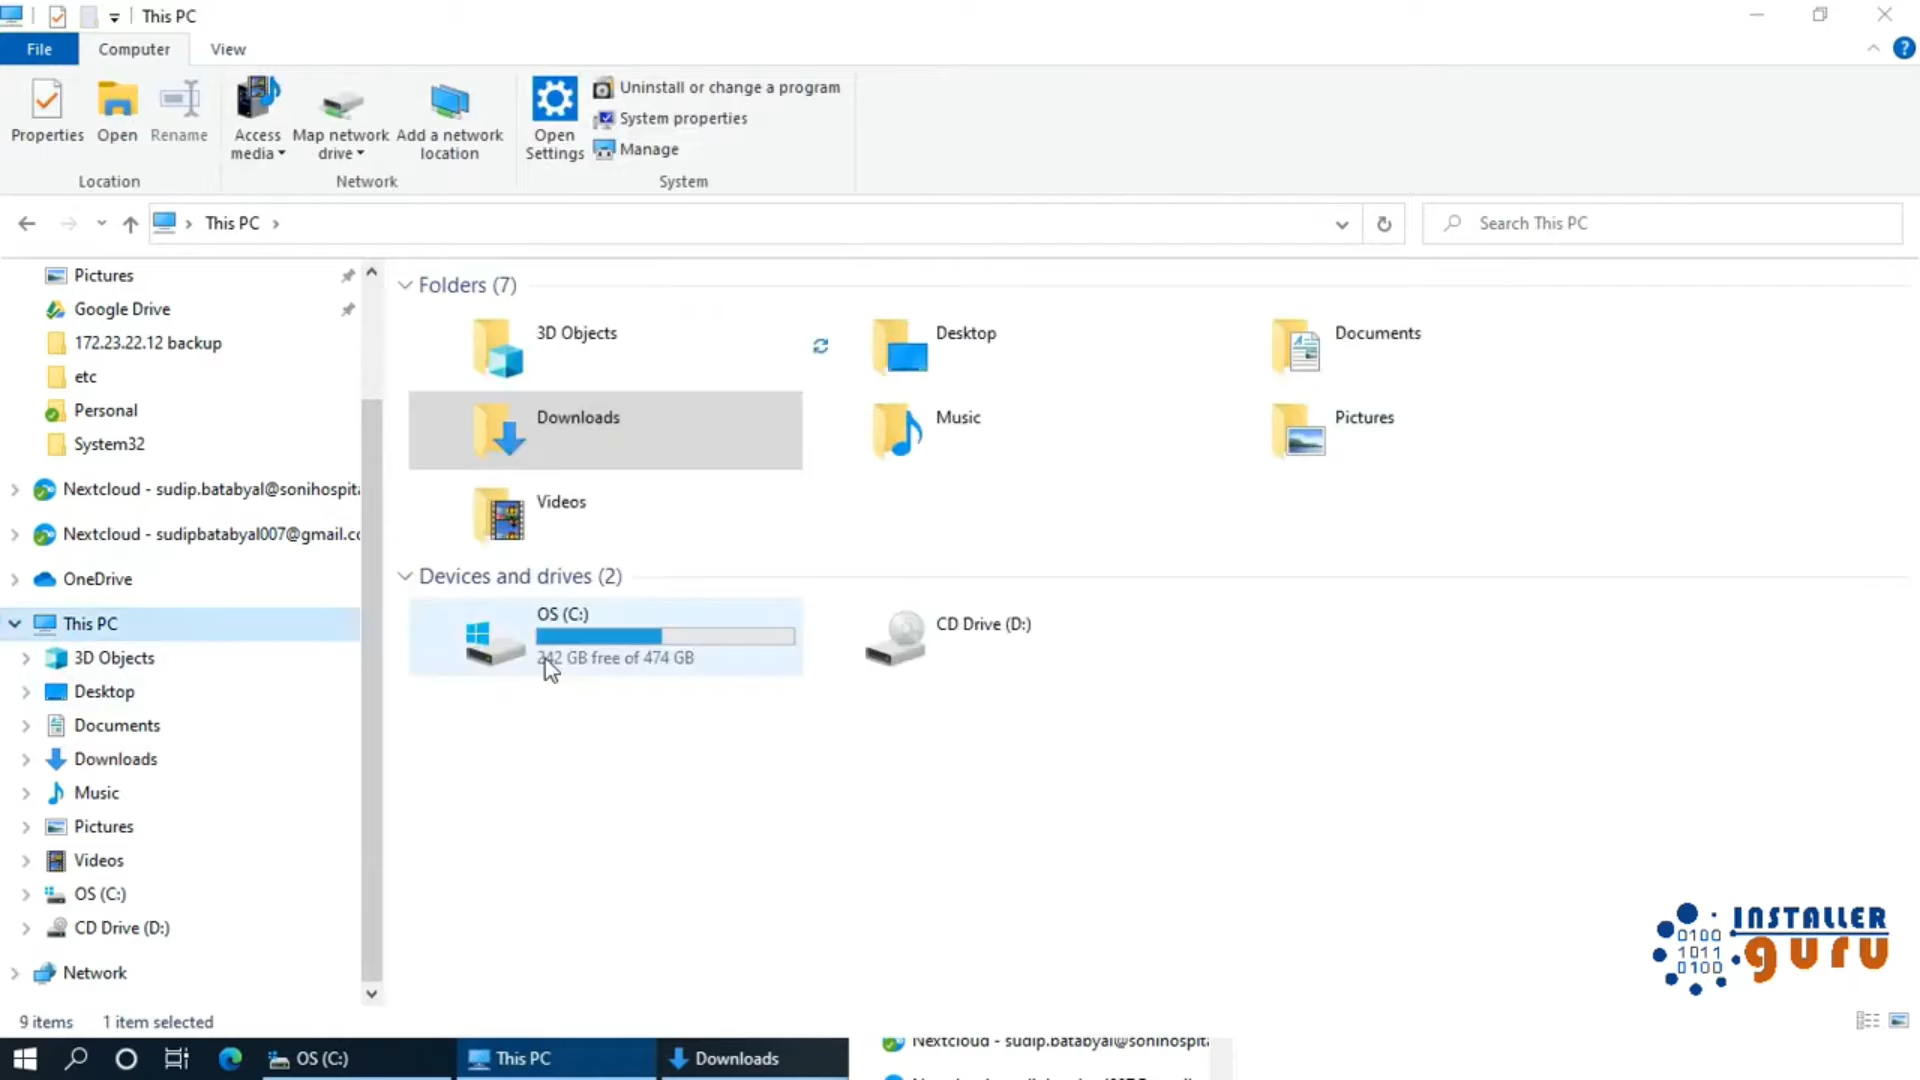 This PC
File
Computer
View
Properties
Open
Rename
Access media
Map network drive
Add a network location
Open Settings
Uninstall or change a program
System properties
Manage
Location
Network
System
This PC
Search This PC
Pictures
Google Drive
172.23.22.12 backup
etc
Personal
System32
Nextcloud - sudip.batabyal@sonihospit
Nextcloud - sudipbatabyal007@gmail.c
OneDrive
This PC
3D Objects
Desktop
Documents
Downloads
Music
Pictures
Videos
OS (C:)
CD Drive (D:)
Network
Folders (7)
3D Objects
Desktop
Documents
Downloads
Music
Pictures
Videos
Devices and drives (2)
OS (C:)
242 GB free of 474 GB
CD Drive (D:)
INSTALLER
guru
0100
1011
0100
9 items
1 item selected
OS (C:)
This PC
Downloads
Nextcloud - sudip.batabyal@sonihospit